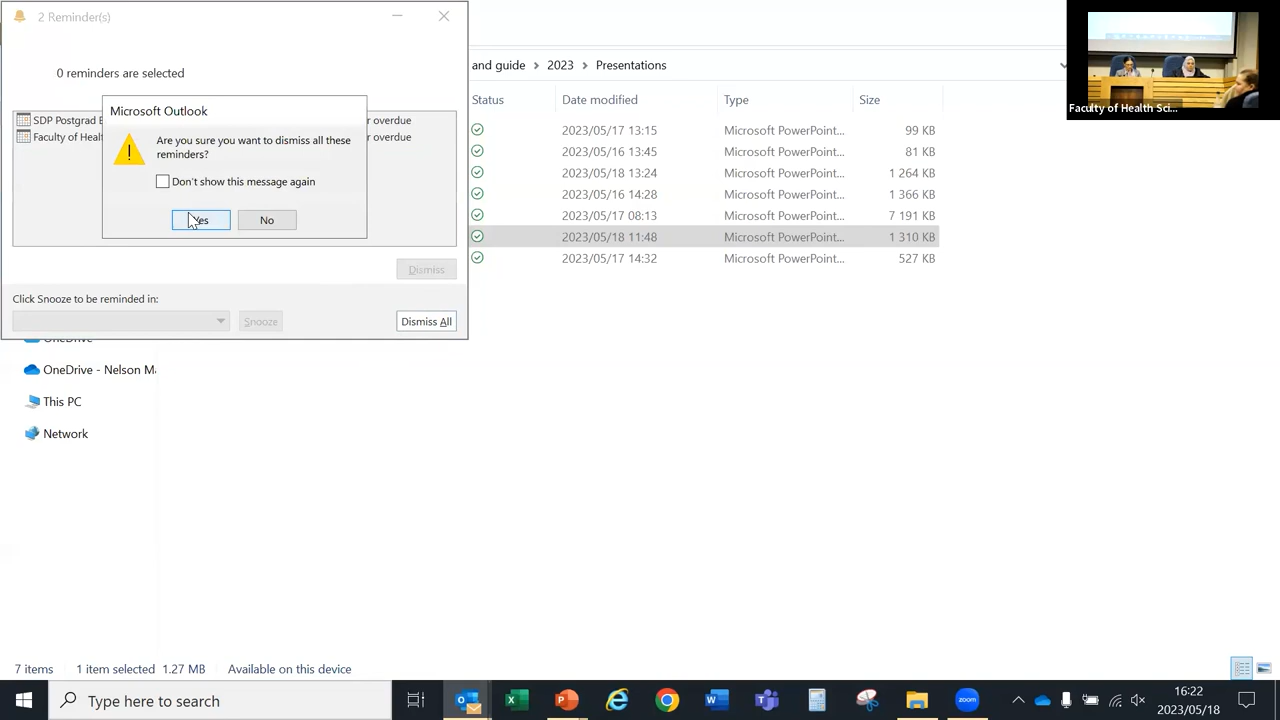 2 Reminder(s)
0 reminders are selected
SDP Postgrad
overdue
Faculty of
overdue
Microsoft Outlook
Are you sure you want to dismiss all these
reminders?
Don't show this message again
Yes
No
Dismiss
Click Snooze to be reminded in:
Snooze
Dismiss All
and guide
2023
Presentations
Status Date modified Type Size
2023/05/17 13:15 Microsoft PowerPoint... 99 KB
2023/05/16 13:45 Microsoft PowerPoint... 81 KB
2023/05/18 13:24 Microsoft PowerPoint... 1 264 KB
2023/05/16 14:28 Microsoft PowerPoint... 1 366 KB
2023/05/17 08:13 Microsoft PowerPoint... 7 191 KB
2023/05/18 11:48 Microsoft PowerPoint... 1 310 KB
2023/05/17 14:32 Microsoft PowerPoint... 527 KB
Faculty of Health Sci...
OneDrive
OneDrive - Nelson Ma
This PC
Network
7 items 1 item selected 1.27 MB Available on this device
Type here to search
zoom
16:22
2023/05/18